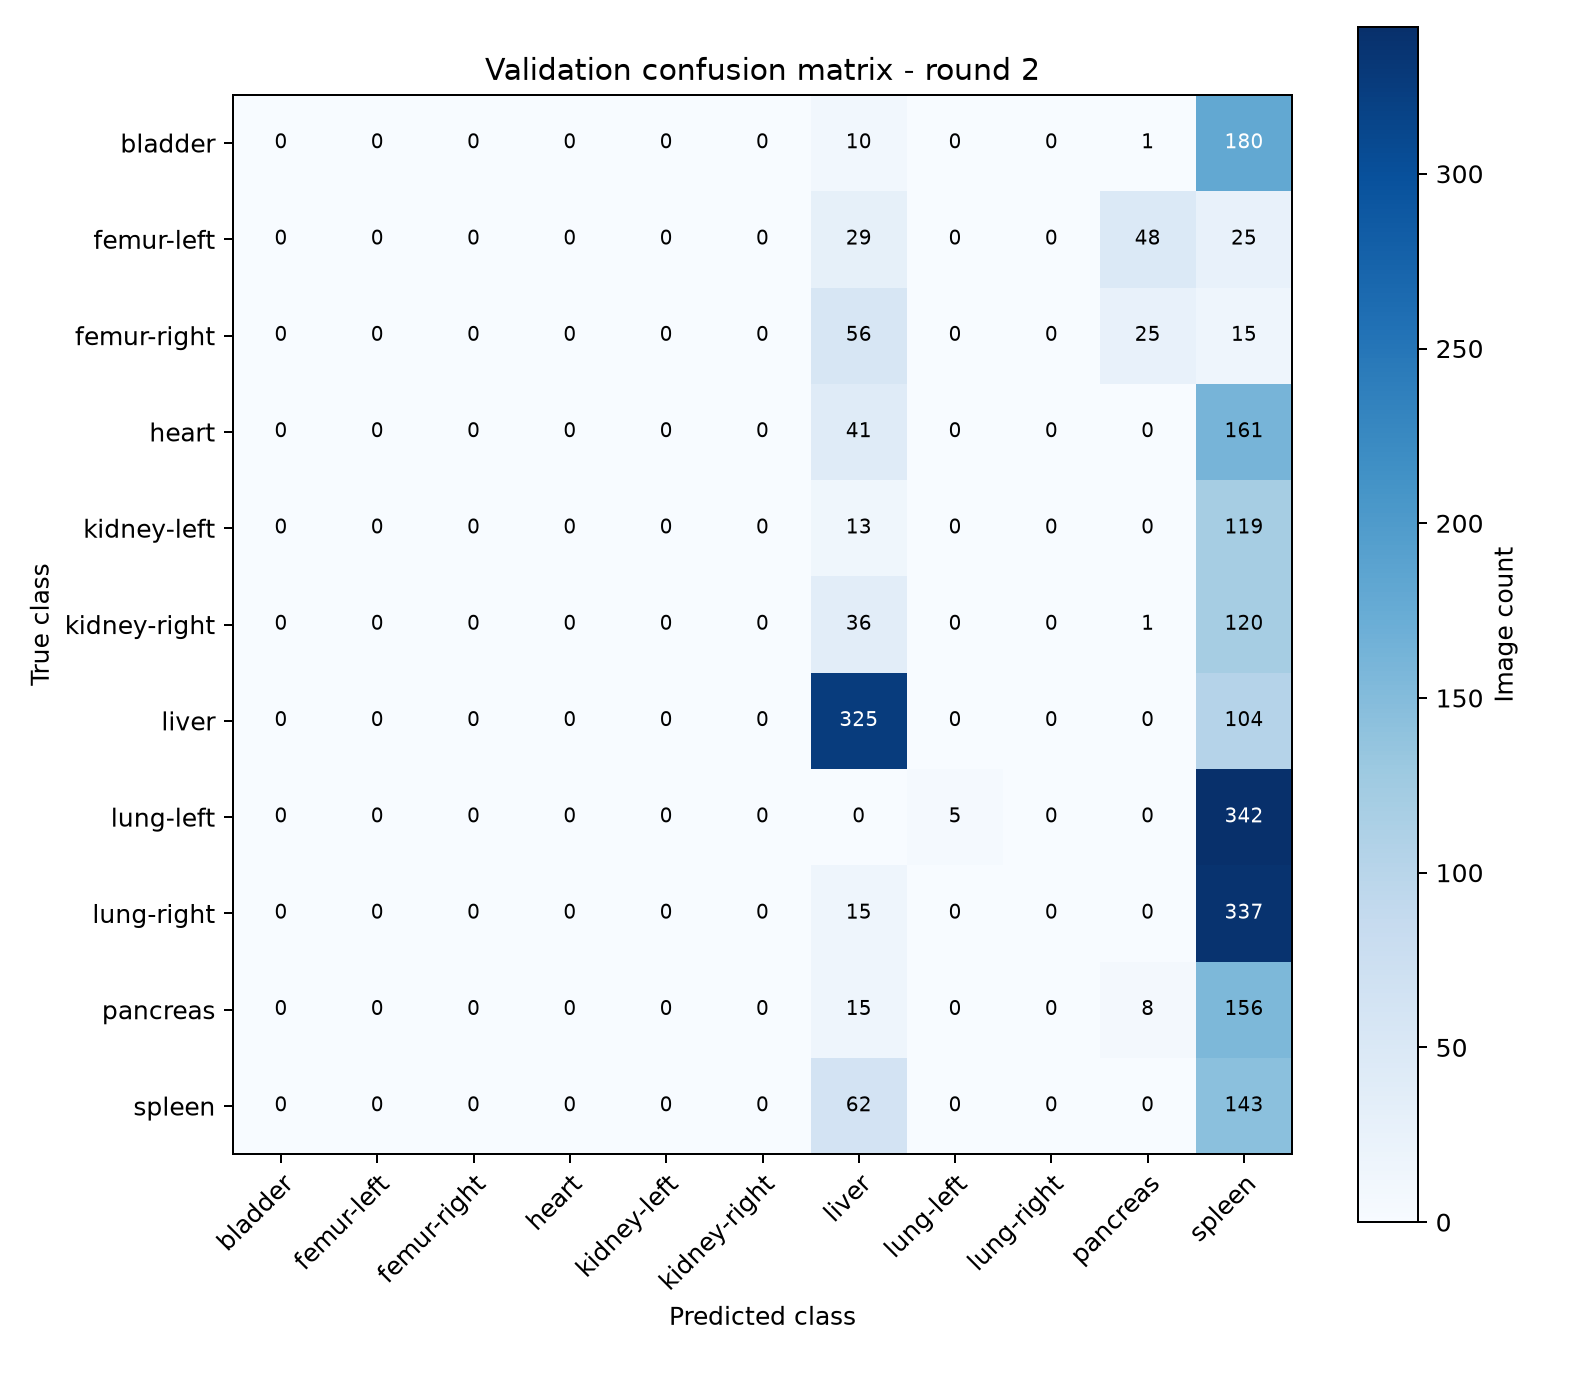 Validation confusion matrix - round 2
bladder 0 0 0 0 0 0 10 0 0 1 180
femur-left 0 0 0 0 0 0 29 0 0 48 25
femur-right 0 0 0 0 0 0 56 0 0 25 15
heart 0 0 0 0 0 0 41 0 0 0 161
kidney-left 0 0 0 0 0 0 13 0 0 0 119
kidney-right 0 0 0 0 0 0 36 0 0 1 120
liver 0 0 0 0 0 0 325 0 0 0 104
lung-left 0 0 0 0 0 0 0 5 0 0 342
lung-right 0 0 0 0 0 0 15 0 0 0 337
pancreas 0 0 0 0 0 0 15 0 0 8 156
spleen 0 0 0 0 0 0 62 0 0 0 143
True class
bladder femur-left femur-right heart kidney-left kidney-right liver lung-left lung-right pancreas spleen
Predicted class
300
250
200
150
100
50
0
Image count